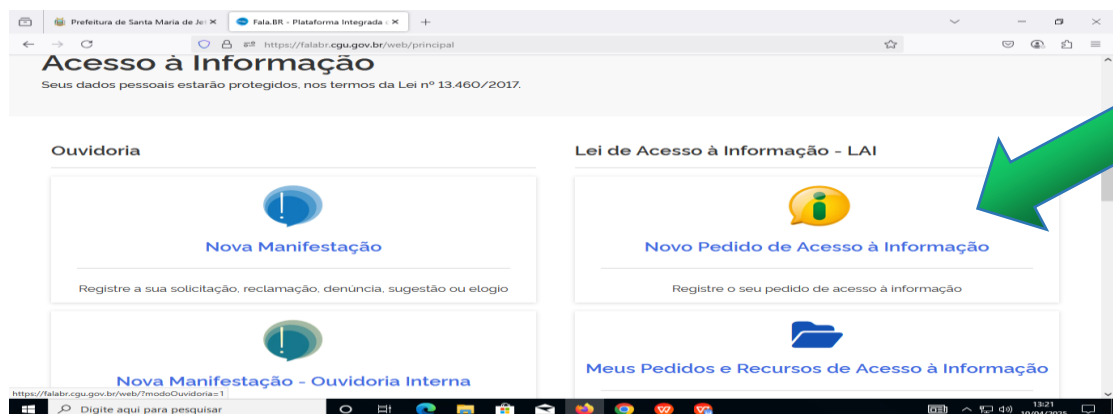 Prefeitura de Santa Maria de Je
Fala.BR - Plataforma Integrada
https://falabr.cgu.gov.br/web/principal
Acesso à Informação
Seus dados pessoais estarão protegidos, nos termos da Lei nº 13.460/2017.
Ouvidoria
Lei de Acesso à Informação - LAI
Nova Manifestação
Novo Pedido de Acesso à Informação
Registre a sua solicitação, reclamação, denúncia, sugestão ou elogio
Registre o seu pedido de acesso à informação
Meus Pedidos e Recursos de Acesso à Informação
Nova Manifestação - Ouvidoria Interna
https://falabr.cgu.gov.br/web/?modoOuvidoria=1
Digite aqui para pesquisar
13:21
10/04/2025